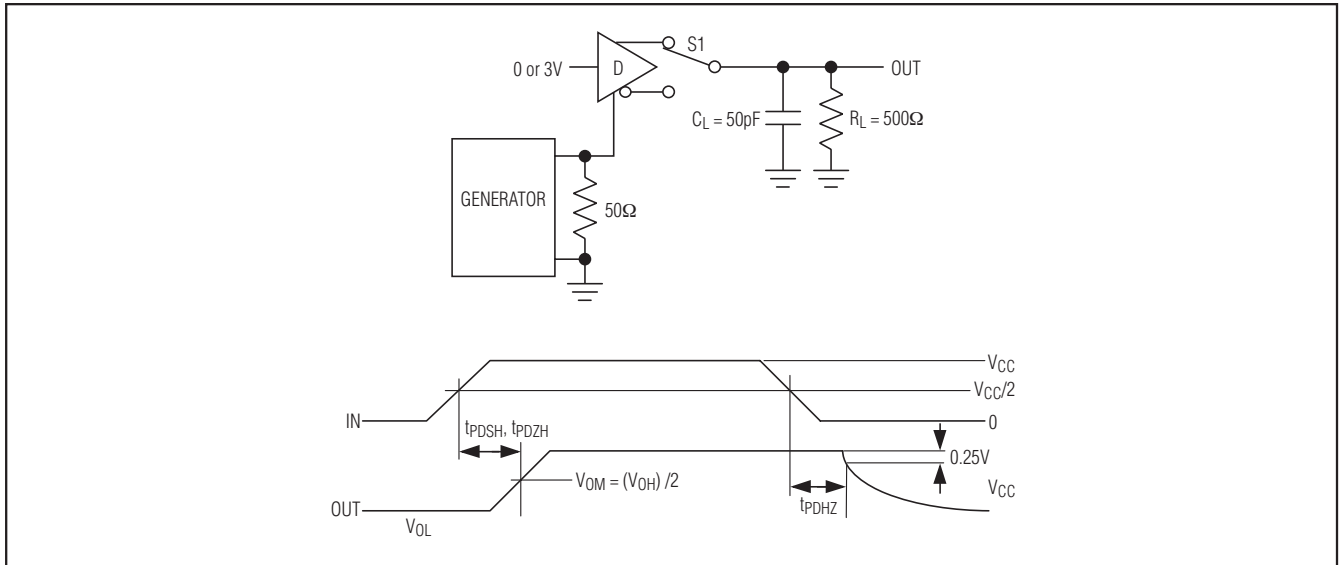 0 or 3V
D
S1
OUT
C_L = 50pF
R_L = 500Ω
GENERATOR
50Ω
V_CC
V_CC/2
IN
0
t_PDSH, t_PDZH
0.25V
V_OM = (V_OH) /2
V_CC
OUT
t_PDHZ
V_OL